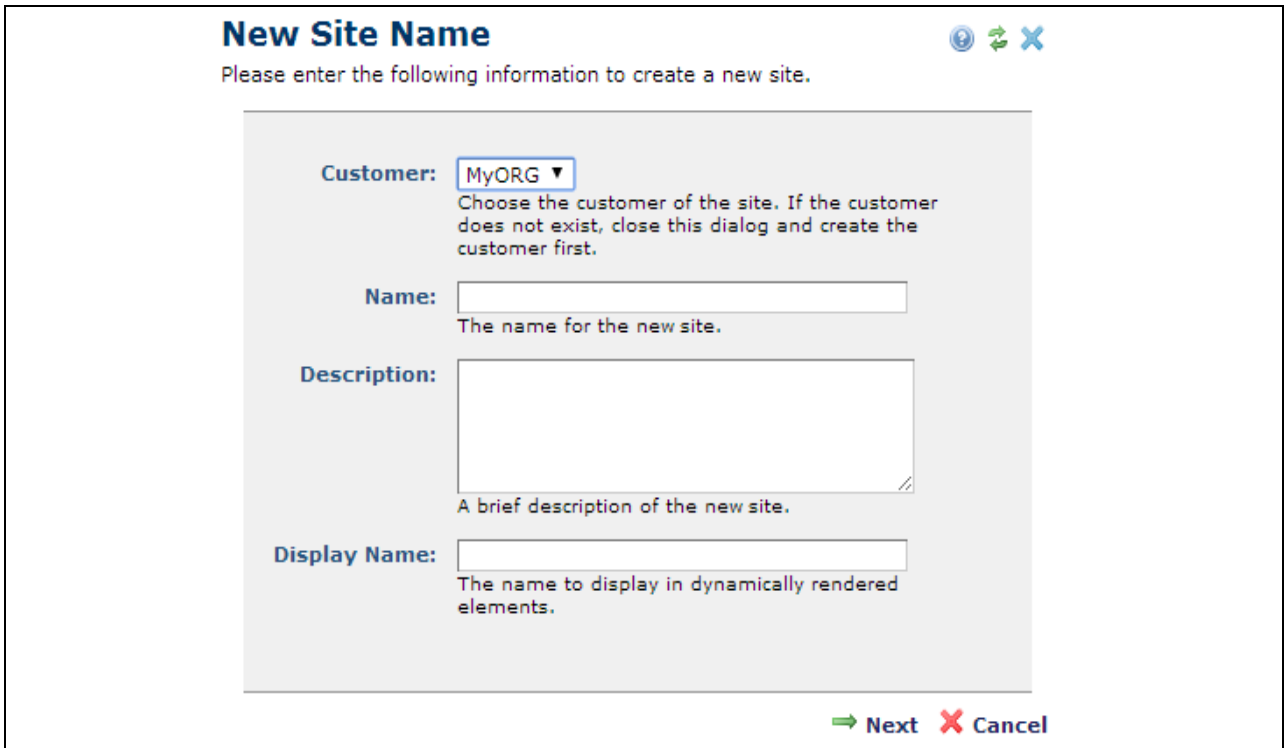 New Site Name
Please enter the following information to create a new site.
Customer: MyORG
Choose the customer of the site. If the customer
does not exist, close this dialog and create the
customer first.
Name:
The name for the new site.
Description:
A brief description of the new site.
Display Name:
The name to display in dynamically rendered
elements.
Next Cancel